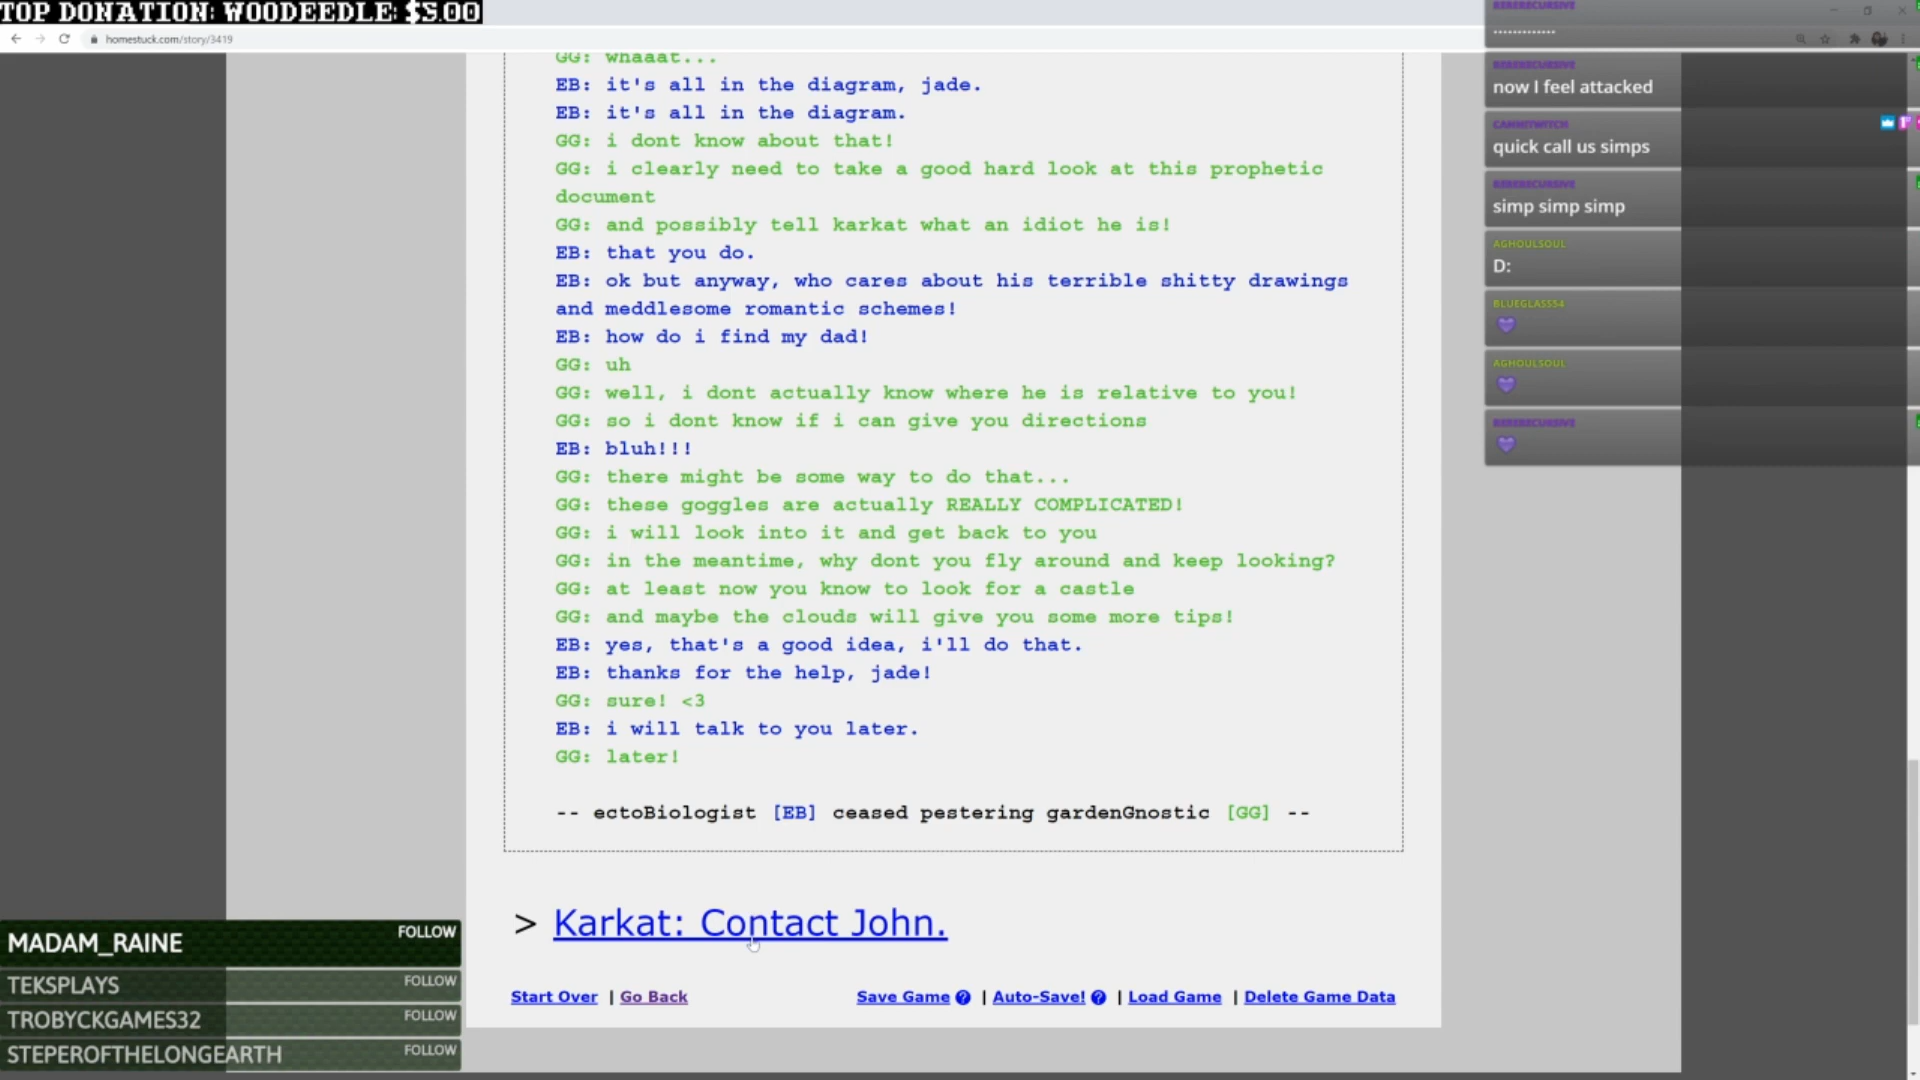 TOP DONATION: WOODEEDLE: $5.00
homestuck.com/story/3419
GG: whaaat...
EB: it's all in the diagram, jade.
EB: it's all in the diagram.
GG: i dont know about that!
GG: i clearly need to take a good hard look at this prophetic
document
GG: and possibly tell karkat what an idiot he is!
EB: that you do.
EB: ok but anyway, who cares about his terrible shitty drawings
and meddlesome romantic schemes!
EB: how do i find my dad!
GG: uh
GG: well, i dont actually know where he is relative to you!
GG: so i dont know if i can give you directions
EB: bluh!!!
GG: there might be some way to do that...
GG: these goggles are actually REALLY COMPLICATED!
GG: i will look into it and get back to you
GG: in the meantime, why dont you fly around and keep looking?
GG: at least now you know to look for a castle
GG: and maybe the clouds will give you some more tips!
EB: yes, that's a good idea, i'll do that.
EB: thanks for the help, jade!
GG: sure! <3
EB: i will talk to you later.
GG: later!
-- ectoBiologist [EB] ceased pestering gardenGnostic [GG] --
> Karkat: Contact John.
Start Over | Go Back
Save Game ? | Auto-Save! ? | Load Game | Delete Game Data
MADAM_RAINE FOLLOW
TEKSPLAYS FOLLOW
TROBYCKGAMES32 FOLLOW
STEPEROFTHELONGEARTH FOLLOW
.............
now I feel attacked
quick call us simps
simp simp simp
AGHOULSOUL
D:
BLUEGLASS54
AGHOULSOUL